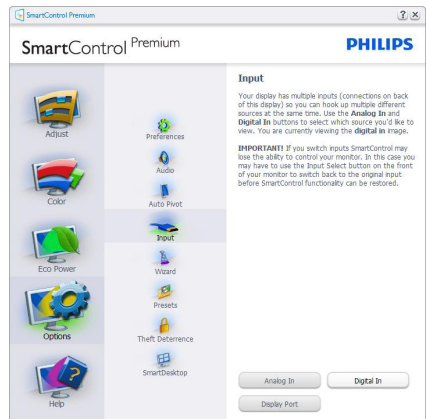 SmartControl Premium
SmartControl Premium
PHILIPS
Adjust
Color
Eco Power
Options
Help
Preferences
Audio
Auto Pivot
Input
Wizard
Presets
Theft Deterrence
SmartDesktop
Input
Your display has multiple inputs (connections on back
of this display) so you can hook up multiple different
sources at the same time. Use the Analog In and
Digital In buttons to select which source you'd like to
view. You are currently viewing the digital in image.
IMPORTANT! If you switch inputs SmartControl may
lose the ability to control your monitor. In this case you
may have to use the Input Select button on the front
of your monitor to switch back to the original input
before SmartControl functionality can be restored.
Analog In
Digital In
Display Port